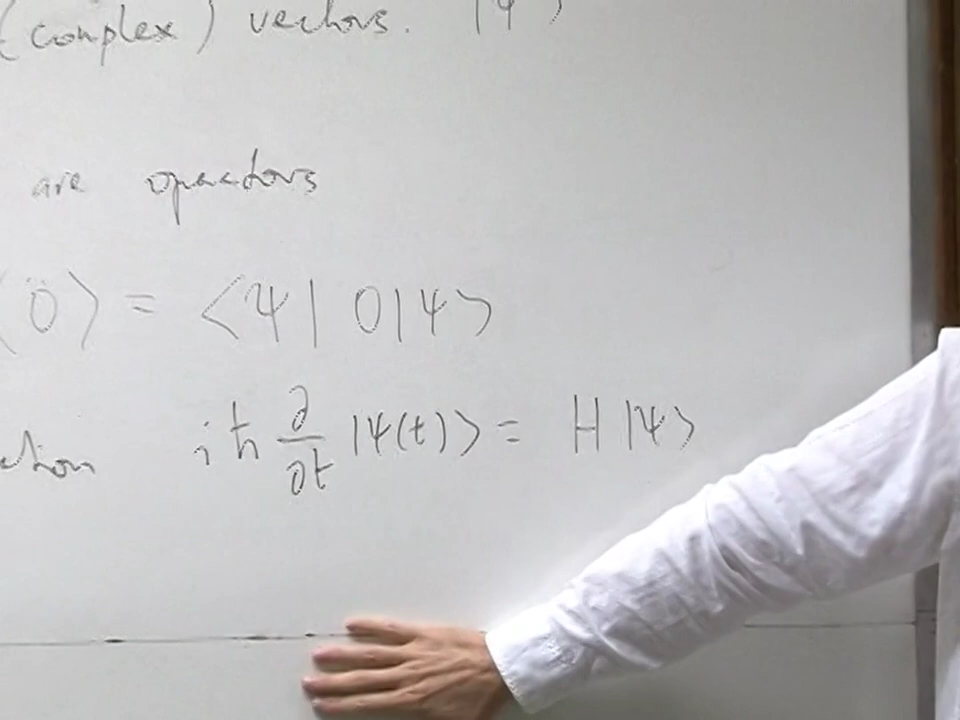 (complex) vectors. |ψ⟩
are operators
⟨O⟩ = ⟨ψ| O|ψ⟩
iℏ ∂/∂t |ψ(t)⟩ = H |ψ⟩